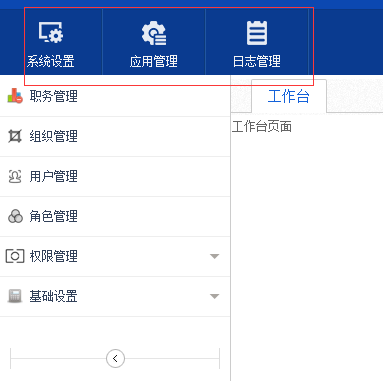 系统设置 应用管理 日志管理
职务管理
组织管理
用户管理
角色管理
权限管理
基础设置
工作台
工作台页面